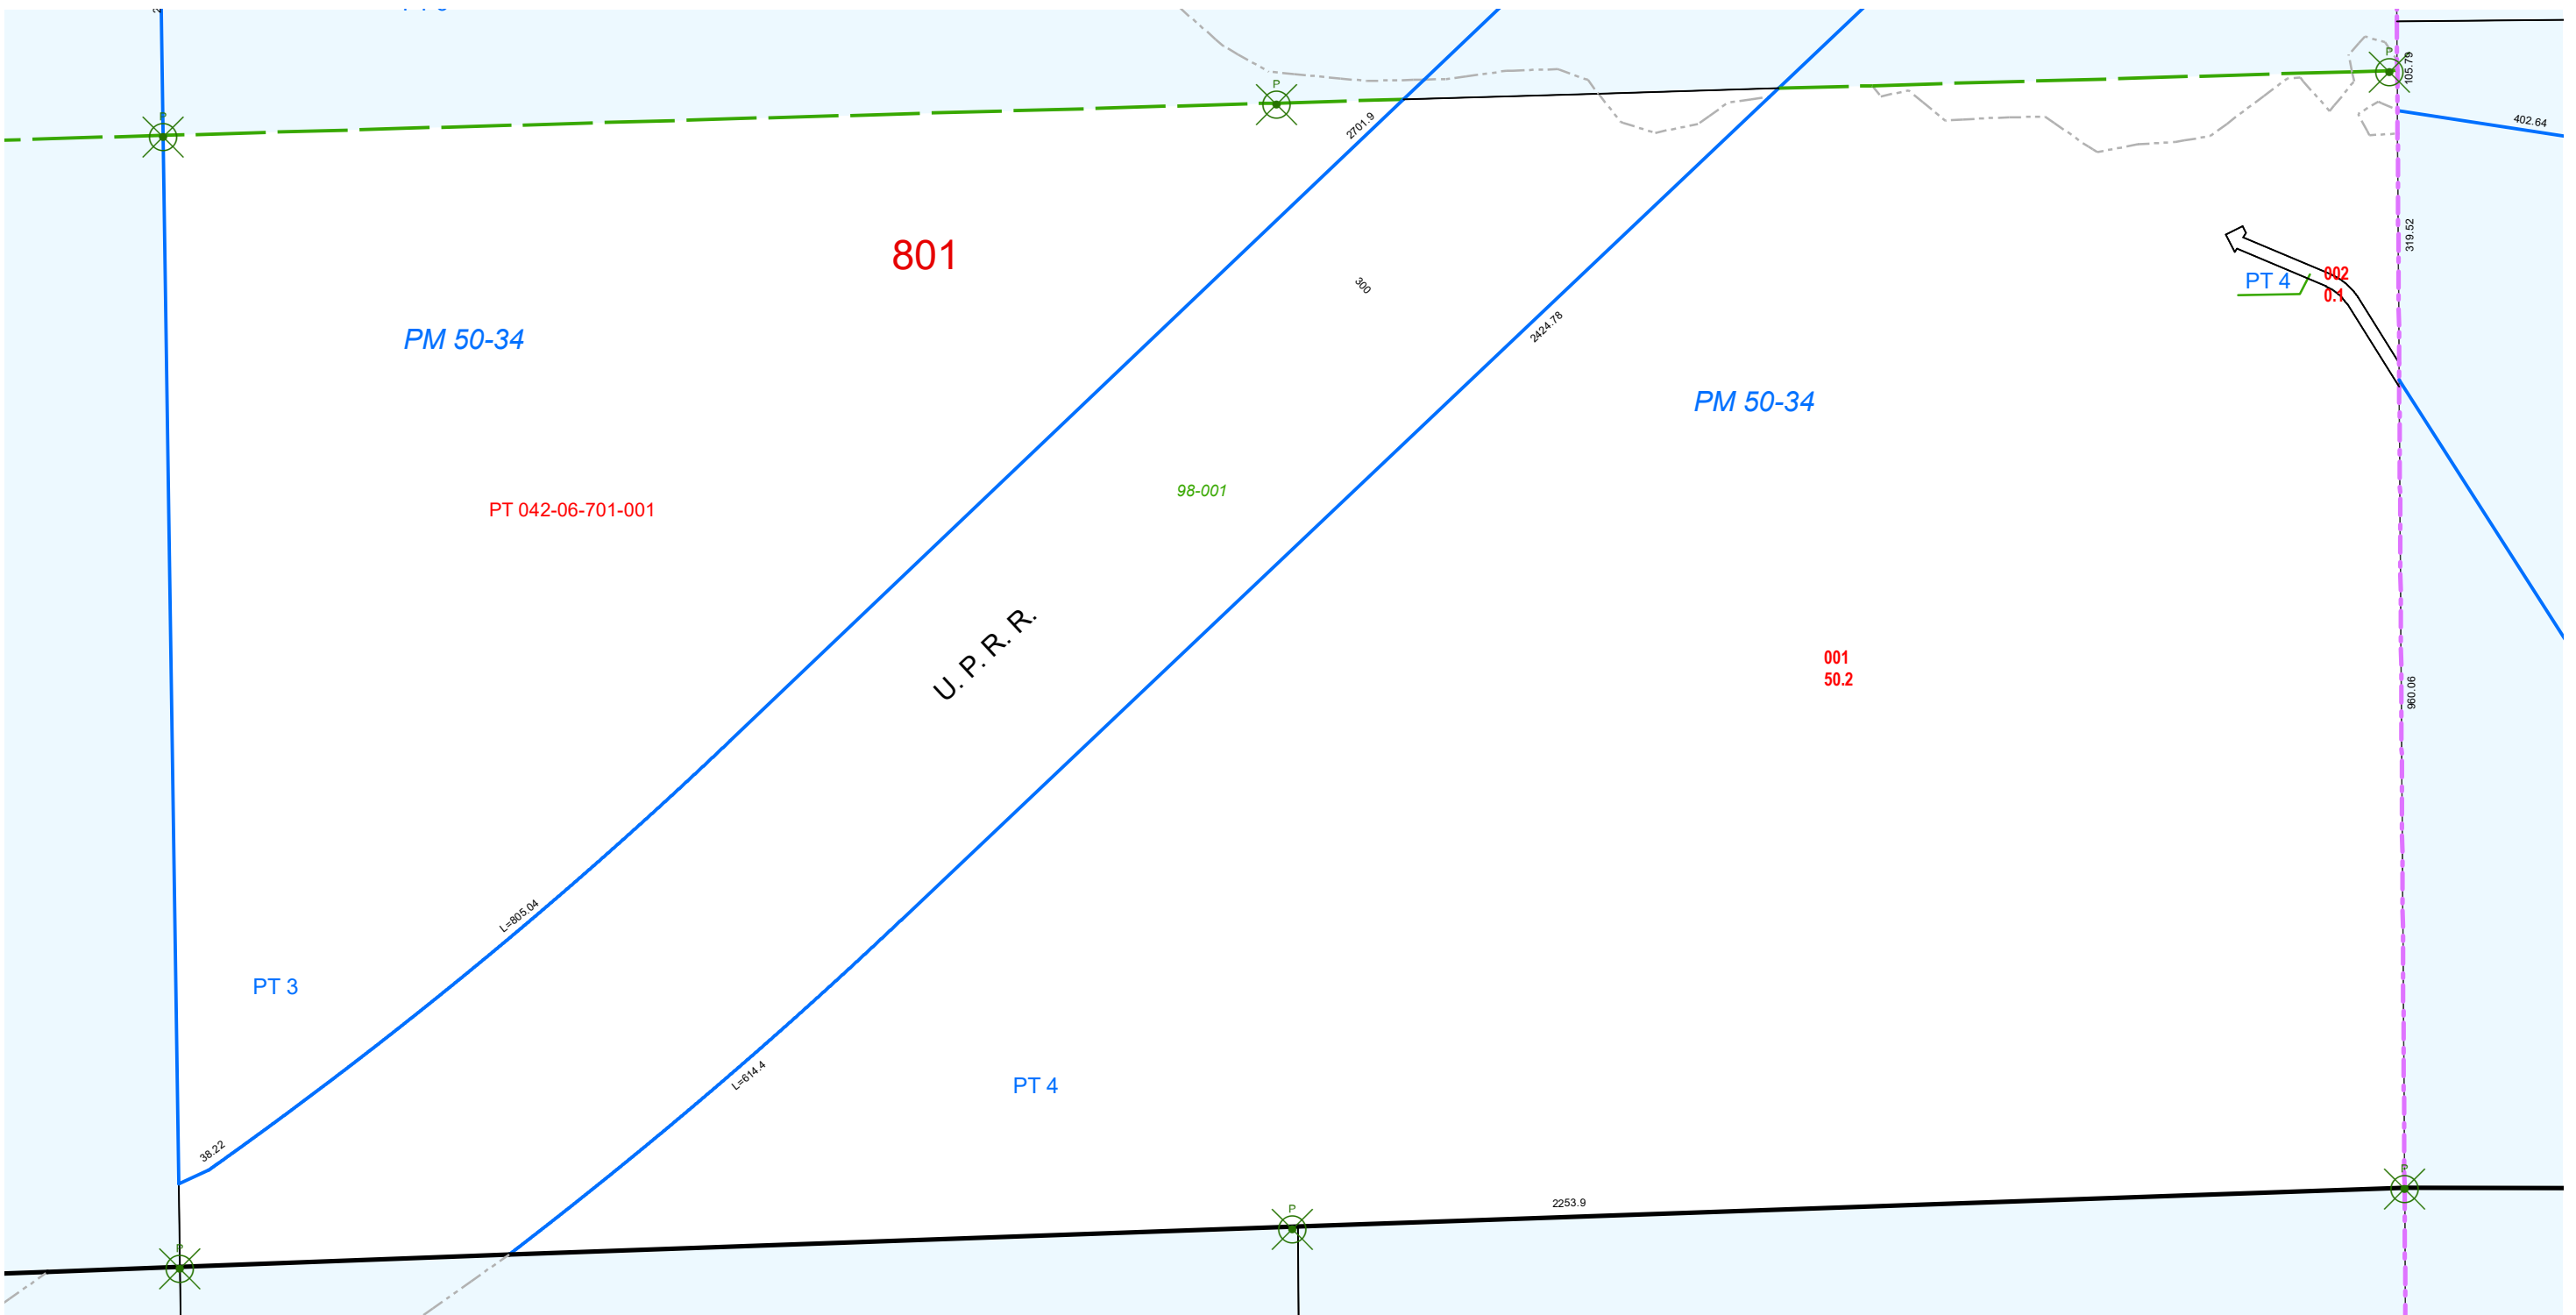 P
105.79
P
P
402.64
2701.9
319.52
801
002
PT 4
0.1
300
2424.78
PM 50-34
PM 50-34
98-001
PT 042-06-701-001
U. P. R. R.
001
50.2
960.06
L=805.04
PT 3
L=614.4
PT 4
38.22
P
2253.9
P
P